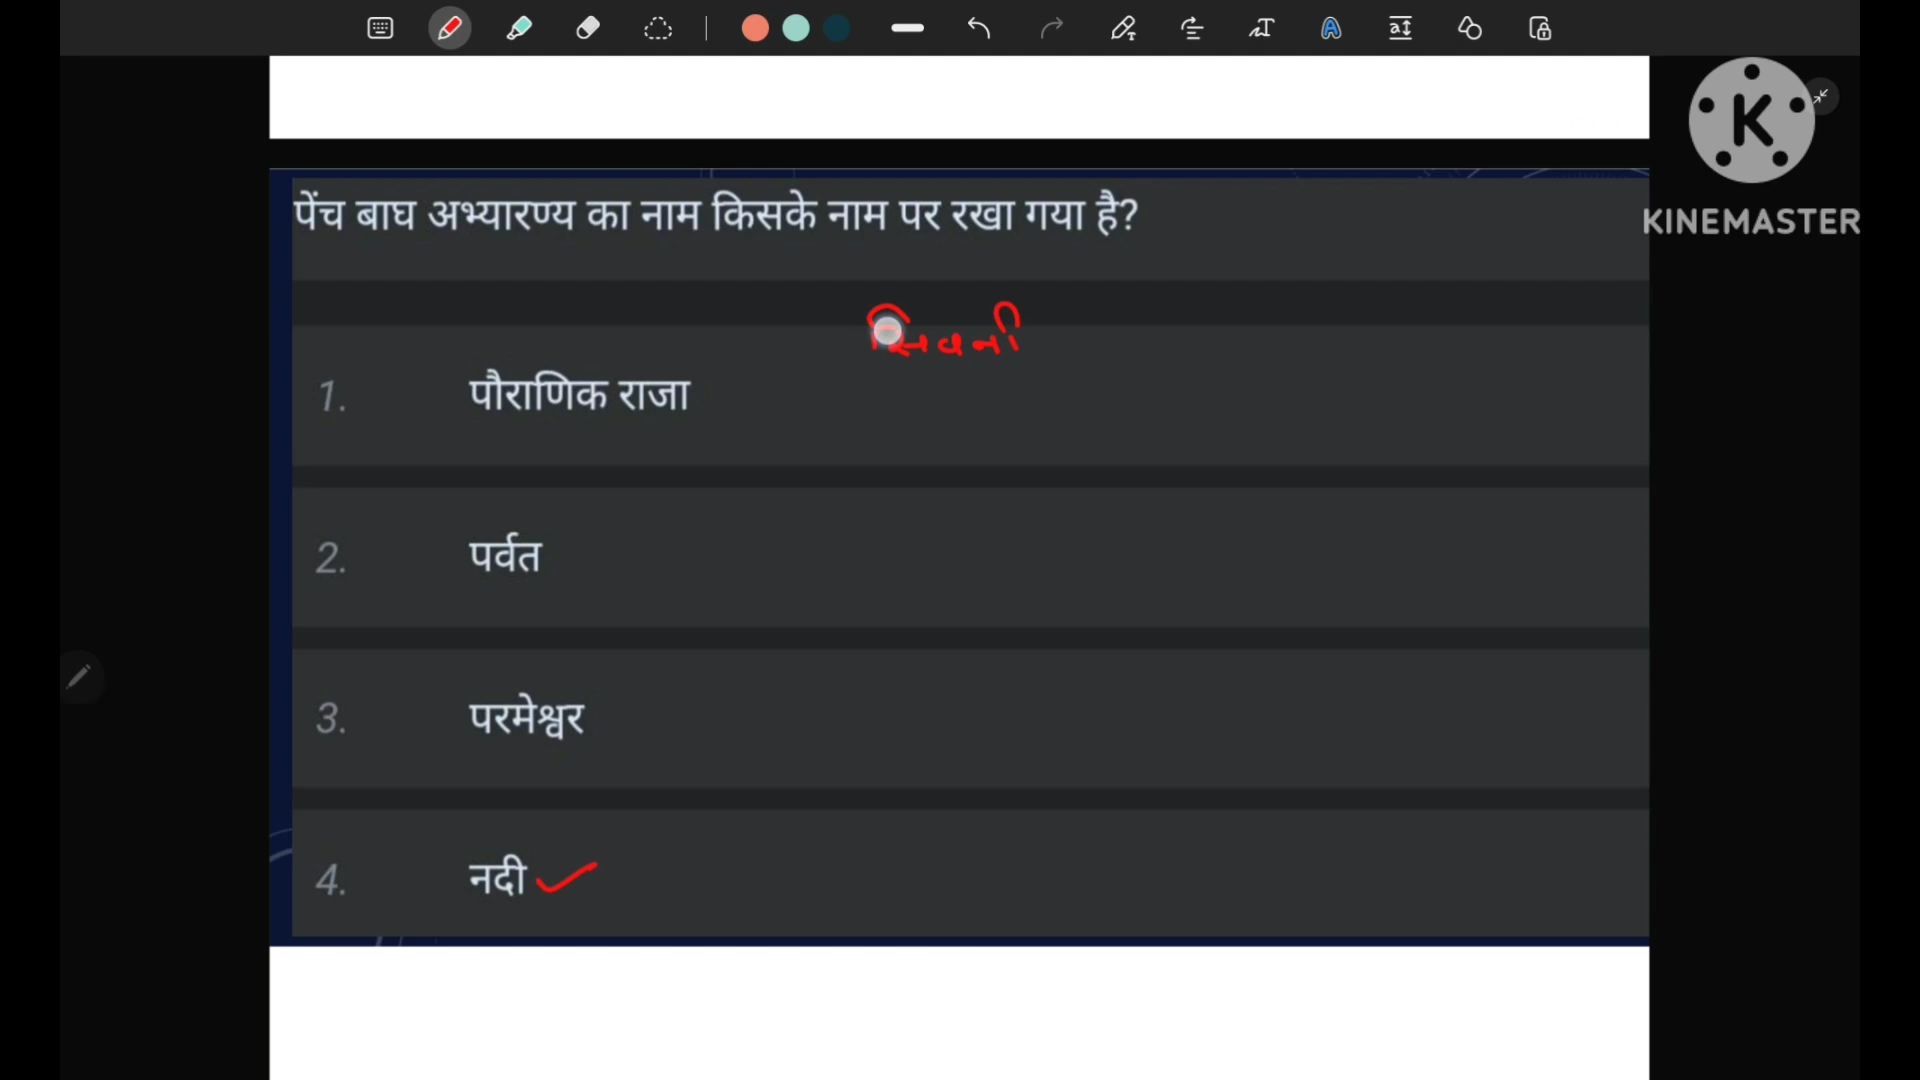 K
KINEMASTER
पेंच बाघ अभ्यारण्य का नाम किसके नाम पर रखा गया है?
सिवनी
1. पौराणिक राजा
2. पर्वत
3. परमेश्वर
4. नदी